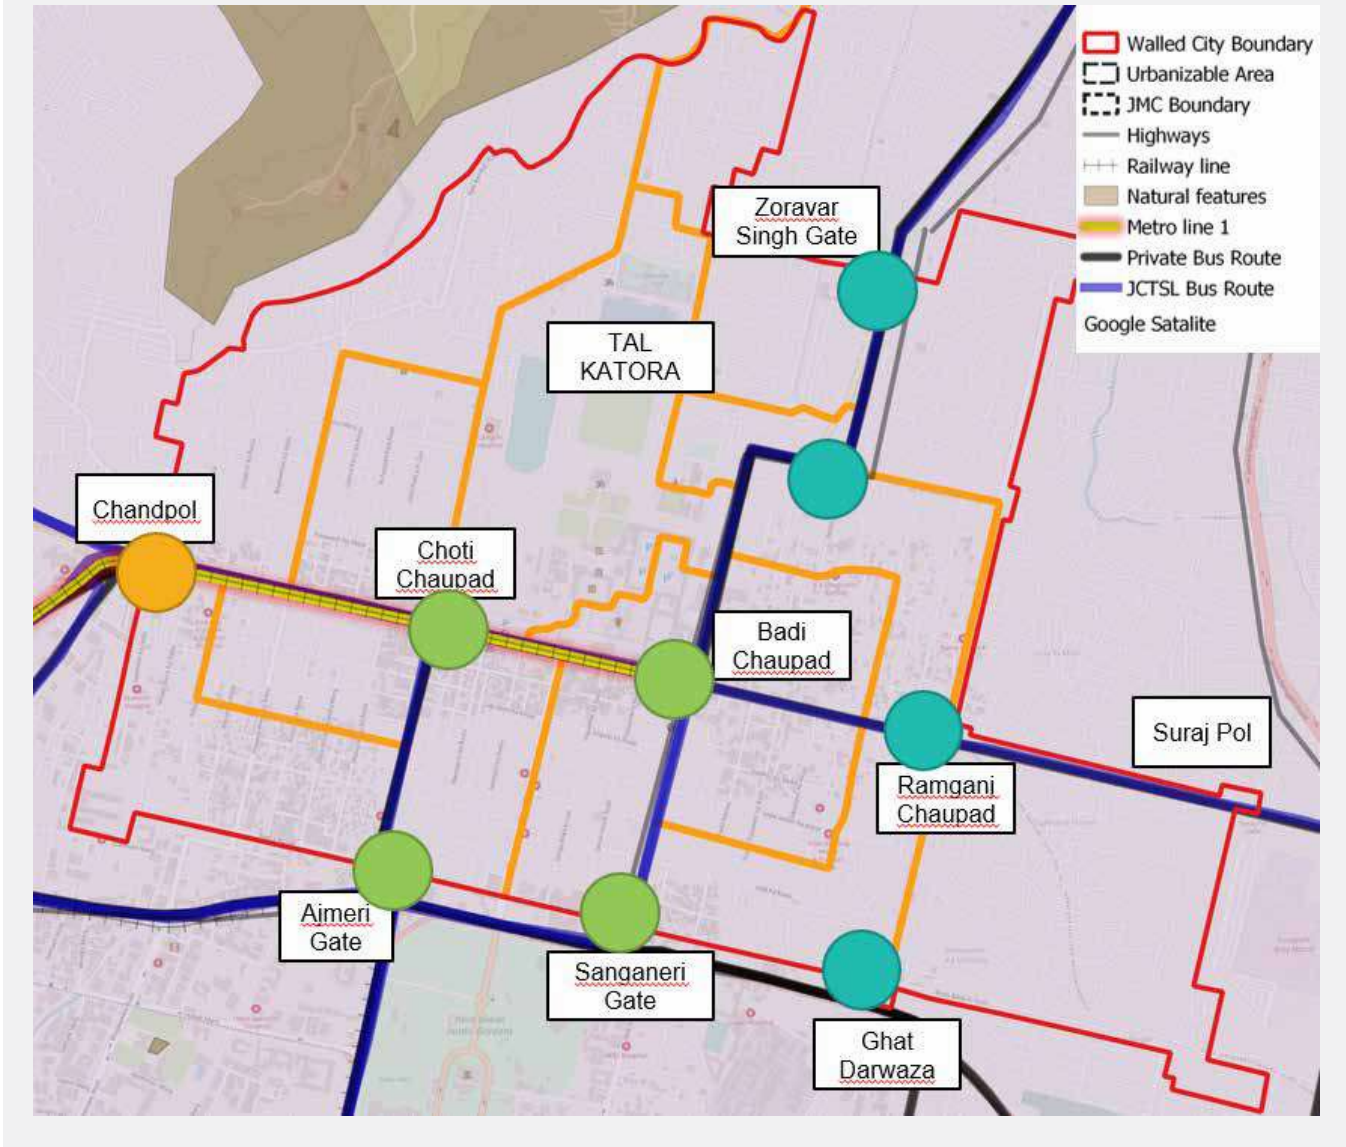 Walled City Boundary
Urbanizable Area
JMC Boundary
Highways
Railway line
Natural features
Metro line 1
Private Bus Route
JCTSL Bus Route
Google Satalite
Zoravar
Singh Gate
TAL
KATORA
Chandpol
Choti
Chaupad
Badi
Chaupad
Suraj Pol
Ramganj
Chaupad
Ajmeri
Gate
Sanganeri
Gate
Ghat
Darwaza